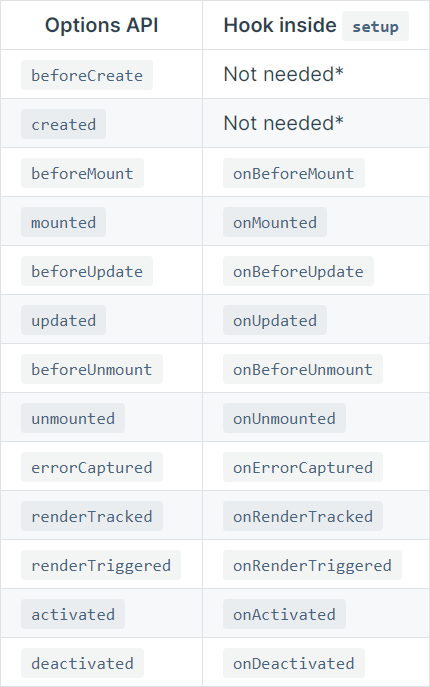 Options API Hook inside setup
beforeCreate Not needed*
created Not needed*
beforeMount onBeforeMount
mounted onMounted
beforeUpdate onBeforeUpdate
updated onUpdated
beforeUnmount onBeforeUnmount
unmounted onUnmounted
errorCaptured onErrorCaptured
renderTracked onRenderTracked
renderTriggered onRenderTriggered
activated onActivated
deactivated onDeactivated